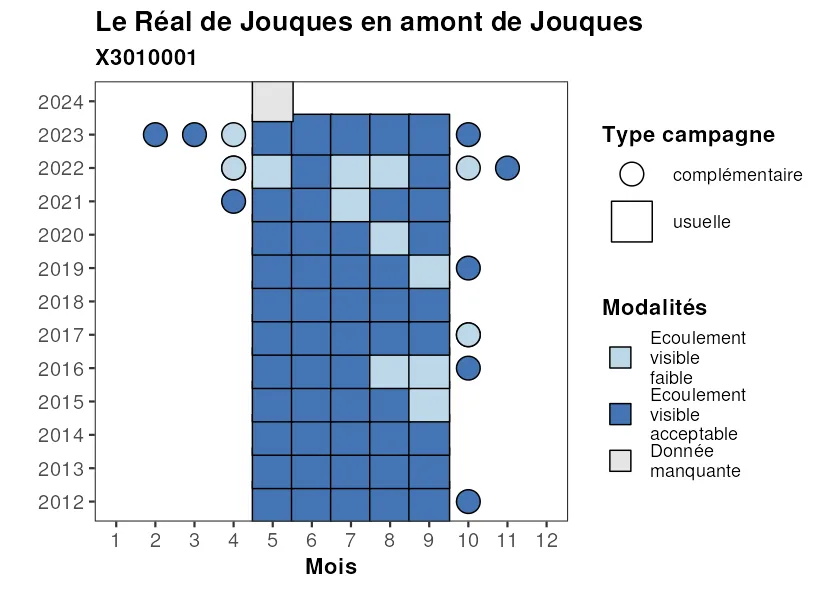 Le Réal de Jouques en amont de Jouques
X3010001
2024
2023
2022
2021
2020
2019
2018
2017
2016
2015
2014
2013
2012
1 2 3 4 5 6 7 8 9 10 11 12
Mois
Type campagne
complémentaire
usuelle
Modalités
Ecoulement
visible
faible
Ecoulement
visible
acceptable
Donnée
manquante